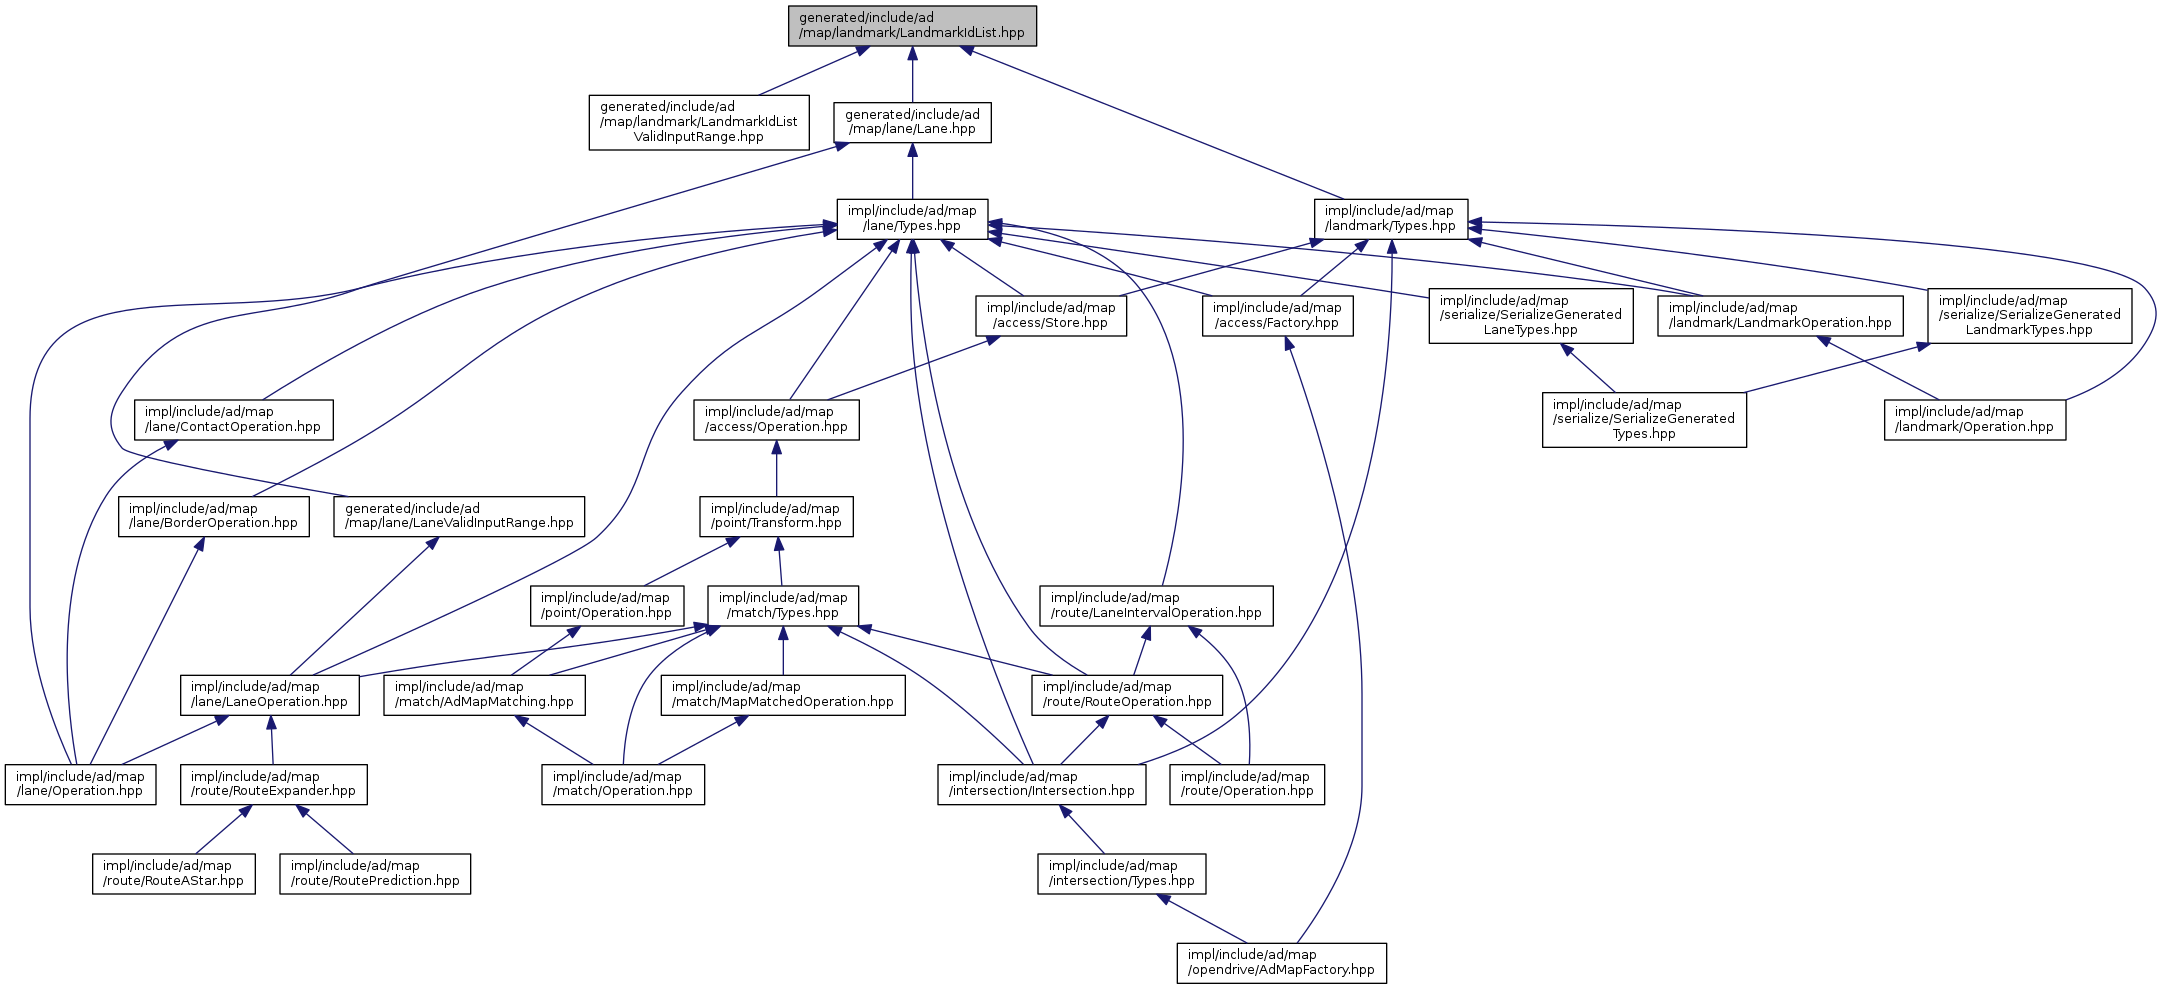 generated/include/ad
/map/landmark/LandmarkIdList.hpp
generated/include/ad
/map/landmark/LandmarkIdList
ValidInputRange.hpp
generated/include/ad
/map/lane/Lane.hpp
impl/include/ad/map
/lane/Types.hpp
impl/include/ad/map
/landmark/Types.hpp
impl/include/ad/map
/access/Store.hpp
impl/include/ad/map
/access/Factory.hpp
impl/include/ad/map
/serialize/SerializeGenerated
LaneTypes.hpp
impl/include/ad/map
/landmark/LandmarkOperation.hpp
impl/include/ad/map
/serialize/SerializeGenerated
LandmarkTypes.hpp
impl/include/ad/map
/lane/ContactOperation.hpp
impl/include/ad/map
/access/Operation.hpp
impl/include/ad/map
/serialize/SerializeGenerated
Types.hpp
impl/include/ad/map
/landmark/Operation.hpp
impl/include/ad/map
/lane/BorderOperation.hpp
generated/include/ad
/map/lane/LaneValidInputRange.hpp
impl/include/ad/map
/point/Transform.hpp
impl/include/ad/map
/point/Operation.hpp
impl/include/ad/map
/match/Types.hpp
impl/include/ad/map
/route/LaneIntervalOperation.hpp
impl/include/ad/map
/lane/LaneOperation.hpp
impl/include/ad/map
/match/AdMapMatching.hpp
impl/include/ad/map
/match/MapMatchedOperation.hpp
impl/include/ad/map
/route/RouteOperation.hpp
impl/include/ad/map
/lane/Operation.hpp
impl/include/ad/map
/route/RouteExpander.hpp
impl/include/ad/map
/match/Operation.hpp
impl/include/ad/map
/intersection/Intersection.hpp
impl/include/ad/map
/route/Operation.hpp
impl/include/ad/map
/route/RouteAStar.hpp
impl/include/ad/map
/route/RoutePrediction.hpp
impl/include/ad/map
/intersection/Types.hpp
impl/include/ad/map
/opendrive/AdMapFactory.hpp